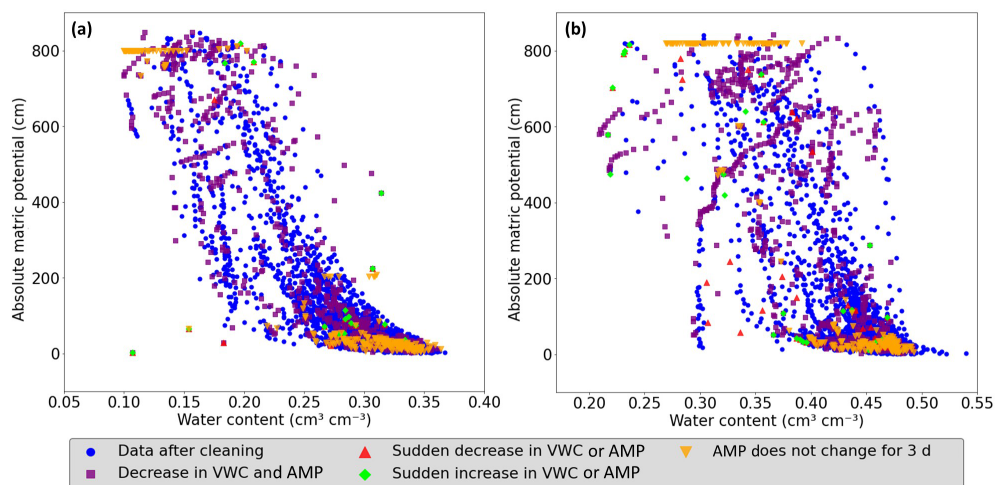 (a)
(b)
Absolute matric potential (cm)
800
600
400
200
0
0.05 0.10 0.15 0.20 0.25 0.30 0.35 0.40
Water content (cm³ cm⁻³)
Absolute matric potential (cm)
800
600
400
200
0
0.20 0.25 0.30 0.35 0.40 0.45 0.50 0.55
Water content (cm³ cm⁻³)
Data after cleaning
Sudden decrease in VWC or AMP
AMP does not change for 3 d
Decrease in VWC and AMP
Sudden increase in VWC or AMP